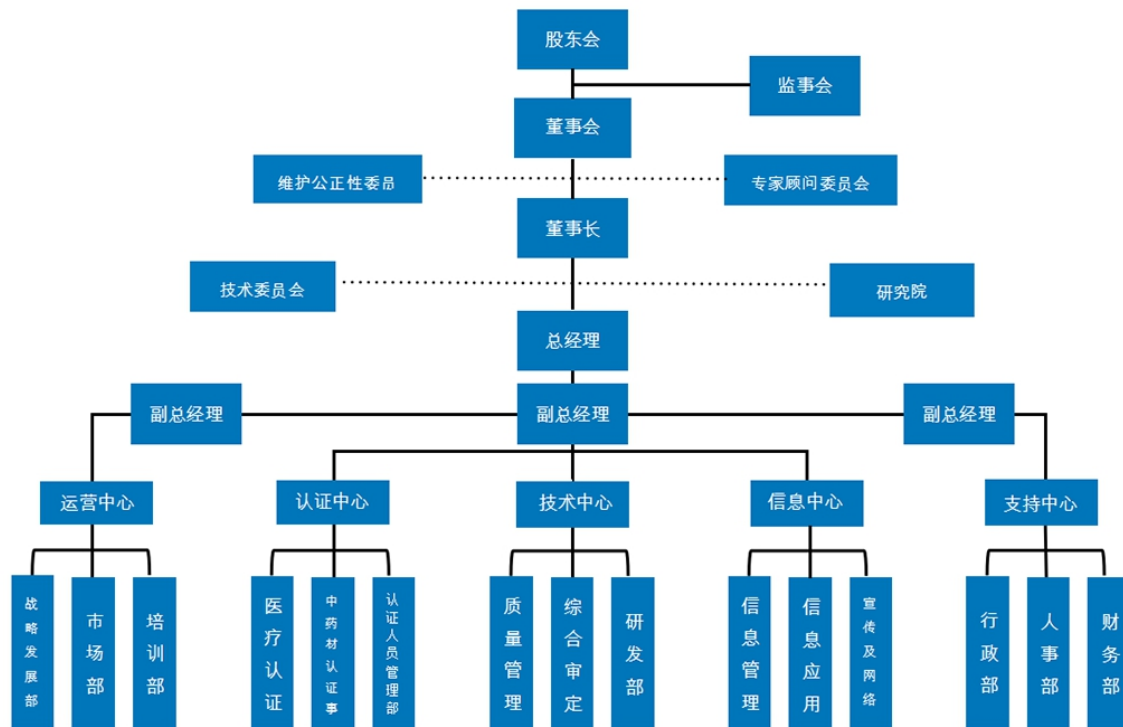 股东会
监事会
董事会
维护公正性委员
专家顾问委员会
董事长
技术委员会
研究院
总经理
副总经理
副总经理
副总经理
运营中心
认证中心
技术中心
信息中心
支持中心
战略发展部
市场部
培训部
医疗认证
中药材认证事
认证人员管理部
质量管理
综合审定
研发部
信息管理
信息应用
宣传及网络
行政部
人事部
财务部